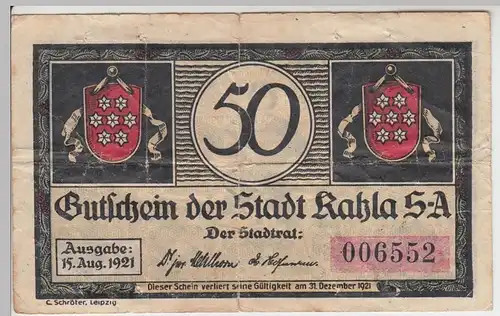 50
Gutschein der Stadt Kahla S-A
Der Stadtrat:
Ausgabe:
15. Aug. 1921
006552
Dieser Schein verliert seine Gültigkeit am 31. Dezember 1921
C. Schröter, Leipzig